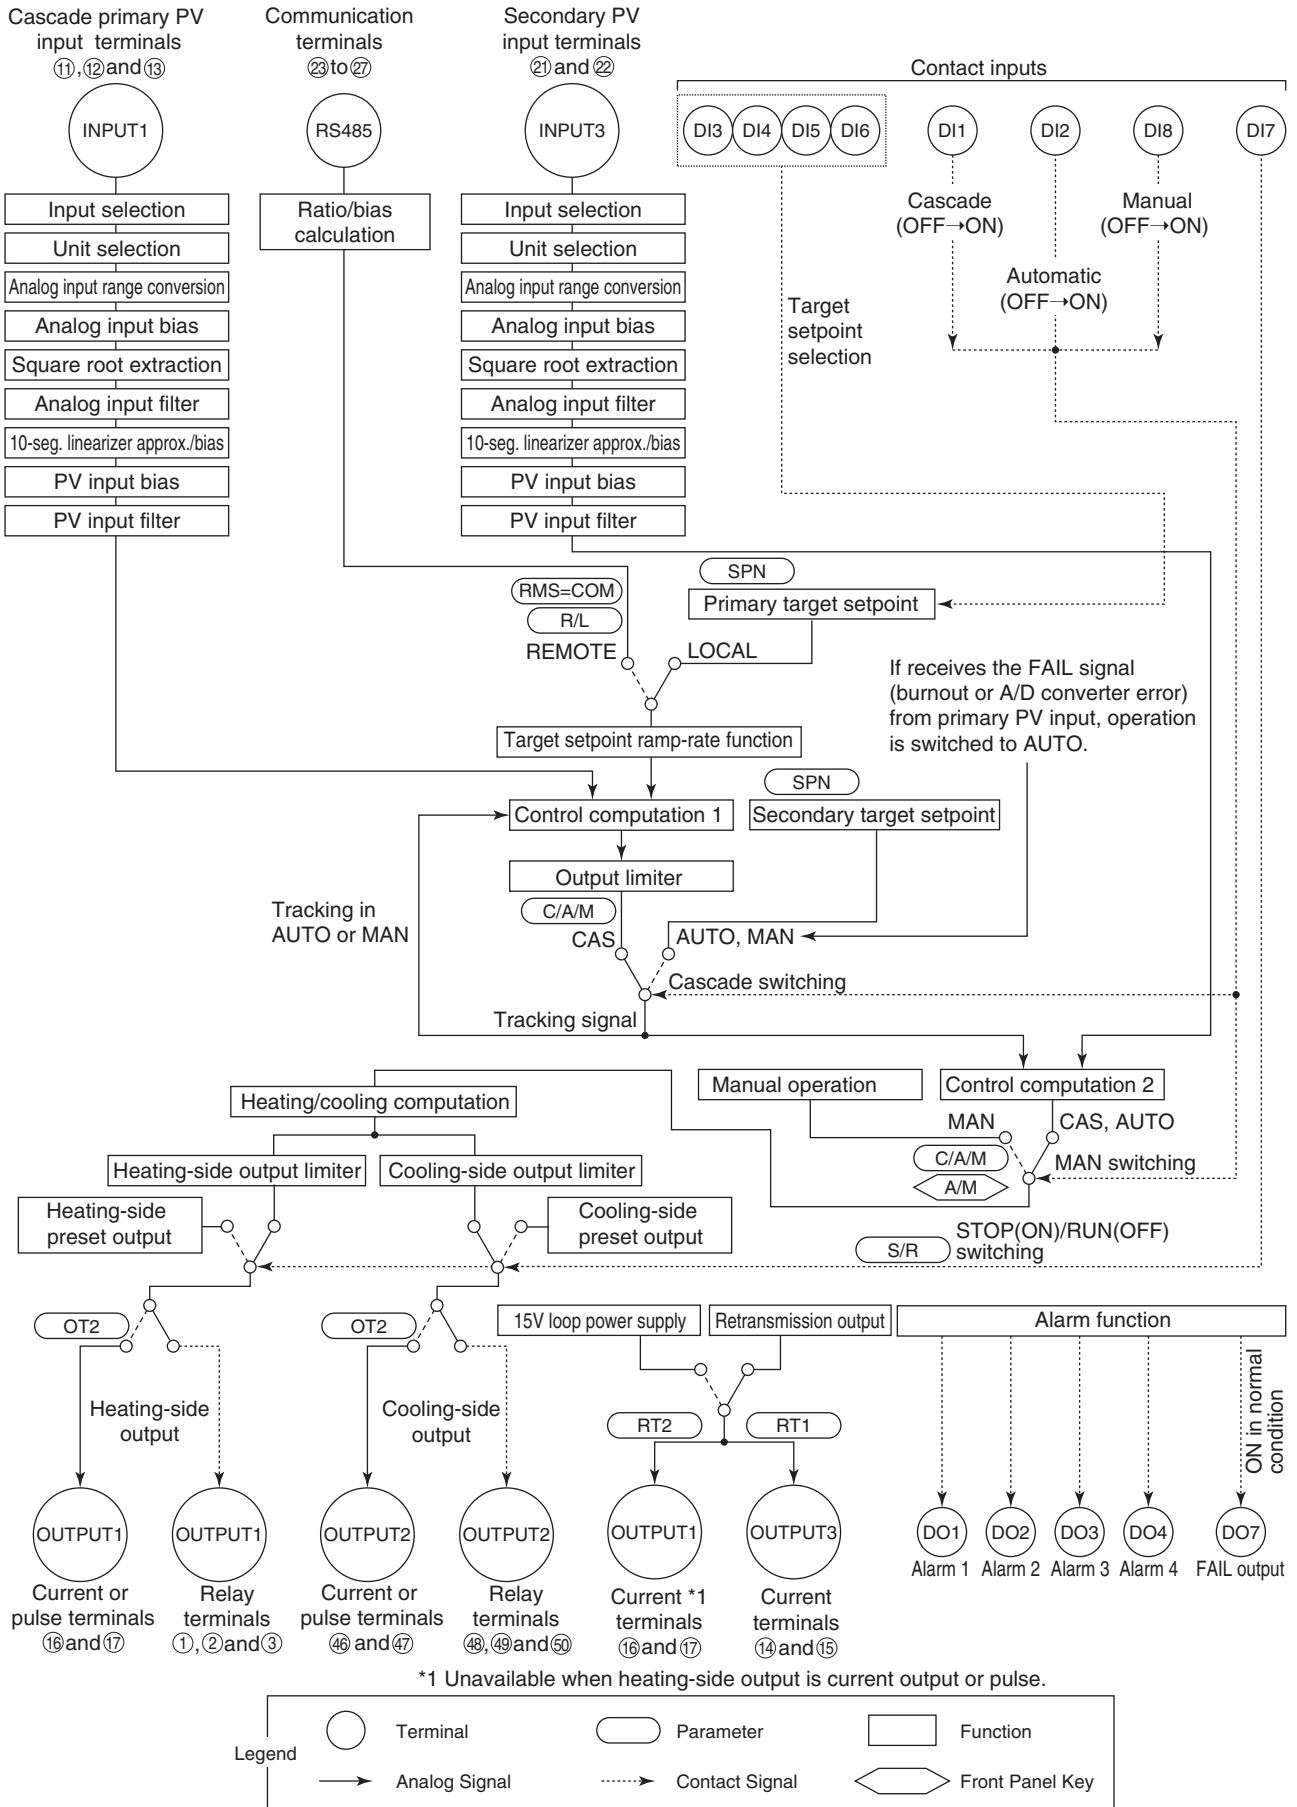 Cascade primary PV
input terminals
⑪,⑫and⑬
Communication
terminals
㉓to㉗
Secondary PV
input terminals
㉑and㉒
Contact inputs
INPUT1
RS485
INPUT3
DI3
DI4
DI5
DI6
DI1
DI2
DI8
DI7
Input selection
Unit selection
Analog input range conversion
Analog input bias
Square root extraction
Analog input filter
10-seg. linearizer approx./bias
PV input bias
PV input filter
Ratio/bias
calculation
Input selection
Unit selection
Analog input range conversion
Analog input bias
Square root extraction
Analog input filter
10-seg. linearizer approx./bias
PV input bias
PV input filter
Cascade
(OFF→ON)
Manual
(OFF→ON)
Automatic
(OFF→ON)
Target
setpoint
selection
RMS=COM
R/L
REMOTE
SPN
Primary target setpoint
LOCAL
If receives the FAIL signal
(burnout or A/D converter error)
from primary PV input, operation
is switched to AUTO.
Target setpoint ramp-rate function
SPN
Control computation 1
Secondary target setpoint
Output limiter
C/A/M
CAS
AUTO, MAN
Tracking in
AUTO or MAN
Cascade switching
Tracking signal
Heating/cooling computation
Manual operation
Control computation 2
MAN
CAS, AUTO
C/A/M
A/M
MAN switching
Heating-side output limiter
Cooling-side output limiter
Heating-side
preset output
Cooling-side
preset output
S/R
STOP(ON)/RUN(OFF)
switching
OT2
OT2
15V loop power supply
Retransmission output
Alarm function
Heating-side
output
Cooling-side
output
RT2
RT1
ON in normal
condition
OUTPUT1
OUTPUT1
OUTPUT2
OUTPUT2
OUTPUT1
OUTPUT3
DO1
DO2
DO3
DO4
DO7
Alarm 1
Alarm 2
Alarm 3
Alarm 4
FAIL output
Current or
pulse terminals
⑯and⑰
Relay
terminals
①,②and③
Current or
pulse terminals
㊻and㊼
Relay
terminals
㊽,㊾and㊿
Current *1
terminals
⑯and⑰
Current
terminals
⑭and⑮
*1 Unavailable when heating-side output is current output or pulse.
Legend
Terminal
Parameter
Function
Analog Signal
Contact Signal
Front Panel Key